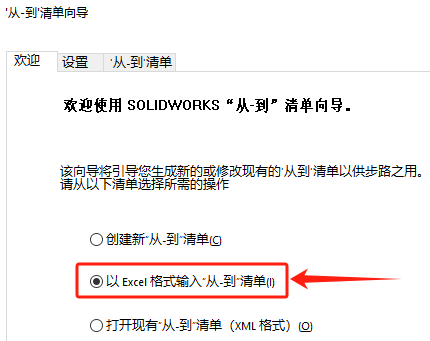 '从-到'清单向导
欢迎 设置 '从-到'清单
欢迎使用 SOLIDWORKS“从-到”清单向导。
该向导将引导您生成新的或修改现有的'从-到'清单以供步路之用。
请从以下清单选择所需的操作
创建新“从-到”清单(C)
以 Excel 格式输入“从-到”清单(I)
打开现有“从-到”清单（XML 格式）(O)